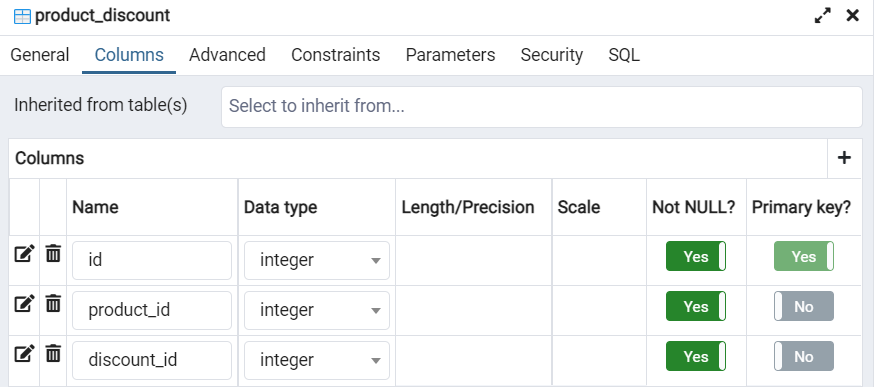 product_discount
General Columns Advanced Constraints Parameters Security SQL
Inherited from table(s) Select to inherit from...
Columns
Name Data type Length/Precision Scale Not NULL? Primary key?
id integer Yes Yes
product_id integer Yes No
discount_id integer Yes No